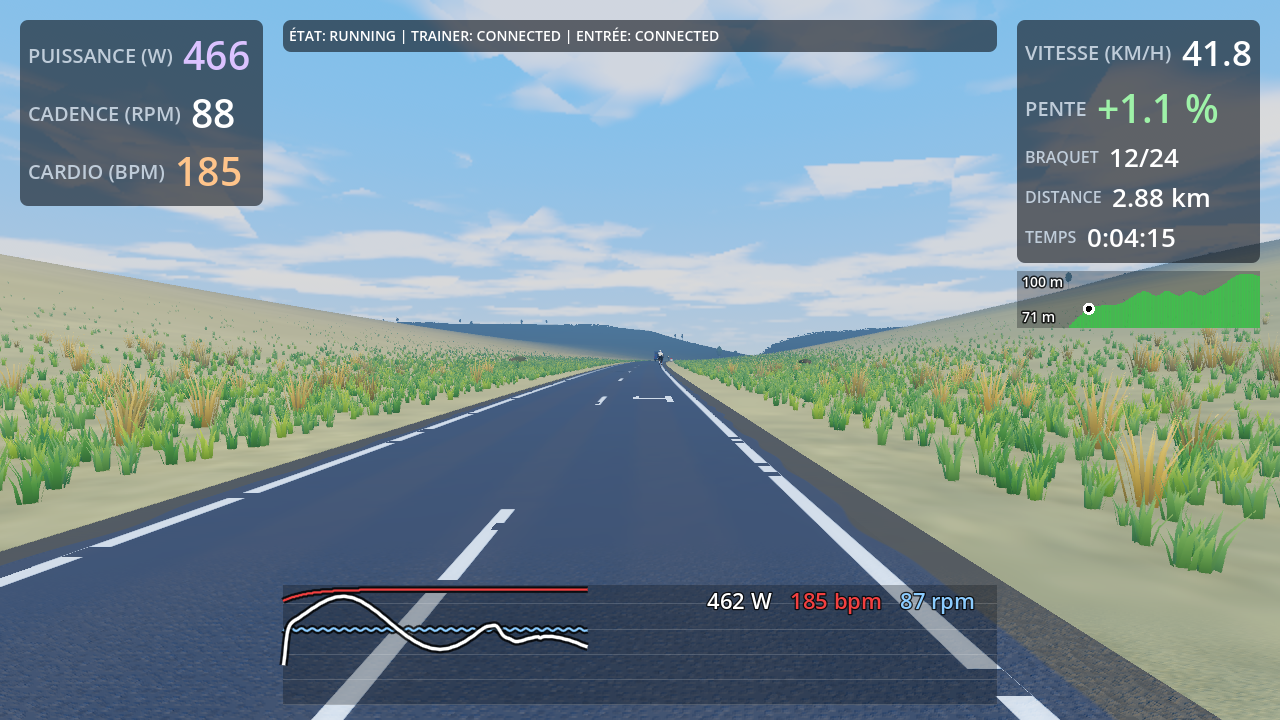 PUISSANCE (W) 466
CADENCE (RPM) 88
CARDIO (BPM) 185
ÉTAT: RUNNING | TRAINER: CONNECTED | ENTRÉE: CONNECTED
VITESSE (KM/H) 41.8
PENTE +1.1 %
BRAQUET 12/24
DISTANCE 2.88 km
TEMPS 0:04:15
100 m
71 m
462 W 185 bpm 87 rpm